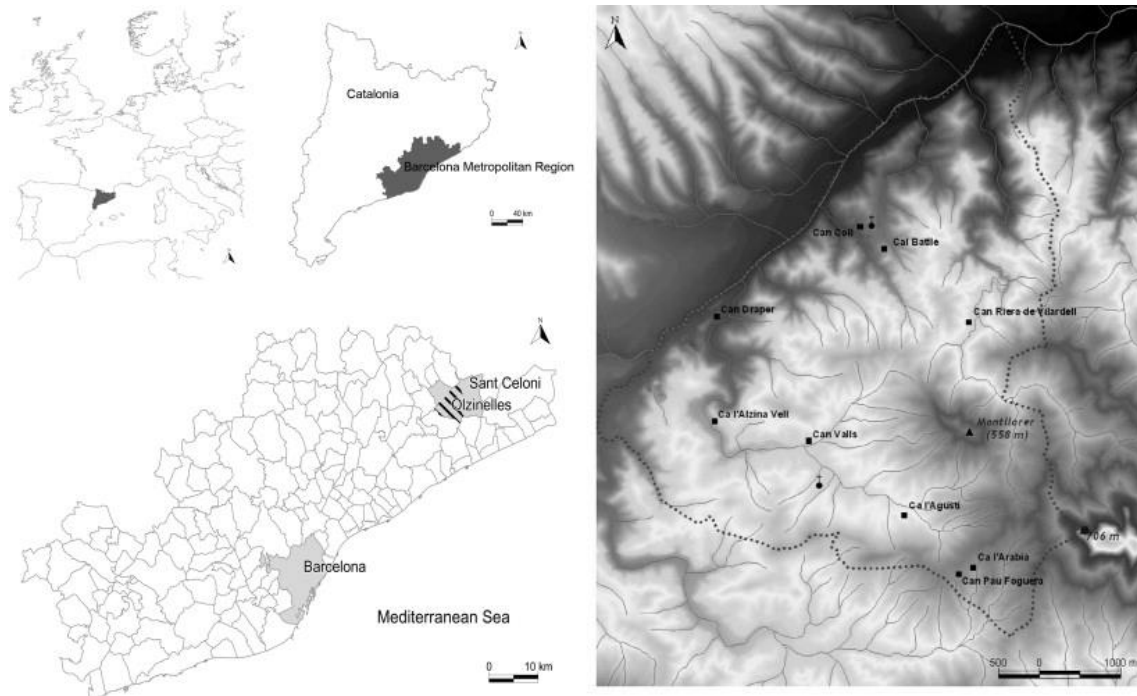 N
Catalonia
Barcelona Metropolitan Region
0 40 km
N
Sant Celoni
Olzinelles
Barcelona
Mediterranean Sea
0 10 km
N
Can Coll
Cal Batlle
Can Draper
Can Riera de Vilardell
Ca l'Alzina Vell
Can Valls
Montllorer
(558 m)
Ca l'Agustí
706 m
Ca l'Arabia
Can Pau Foguera
500 0 1000 m